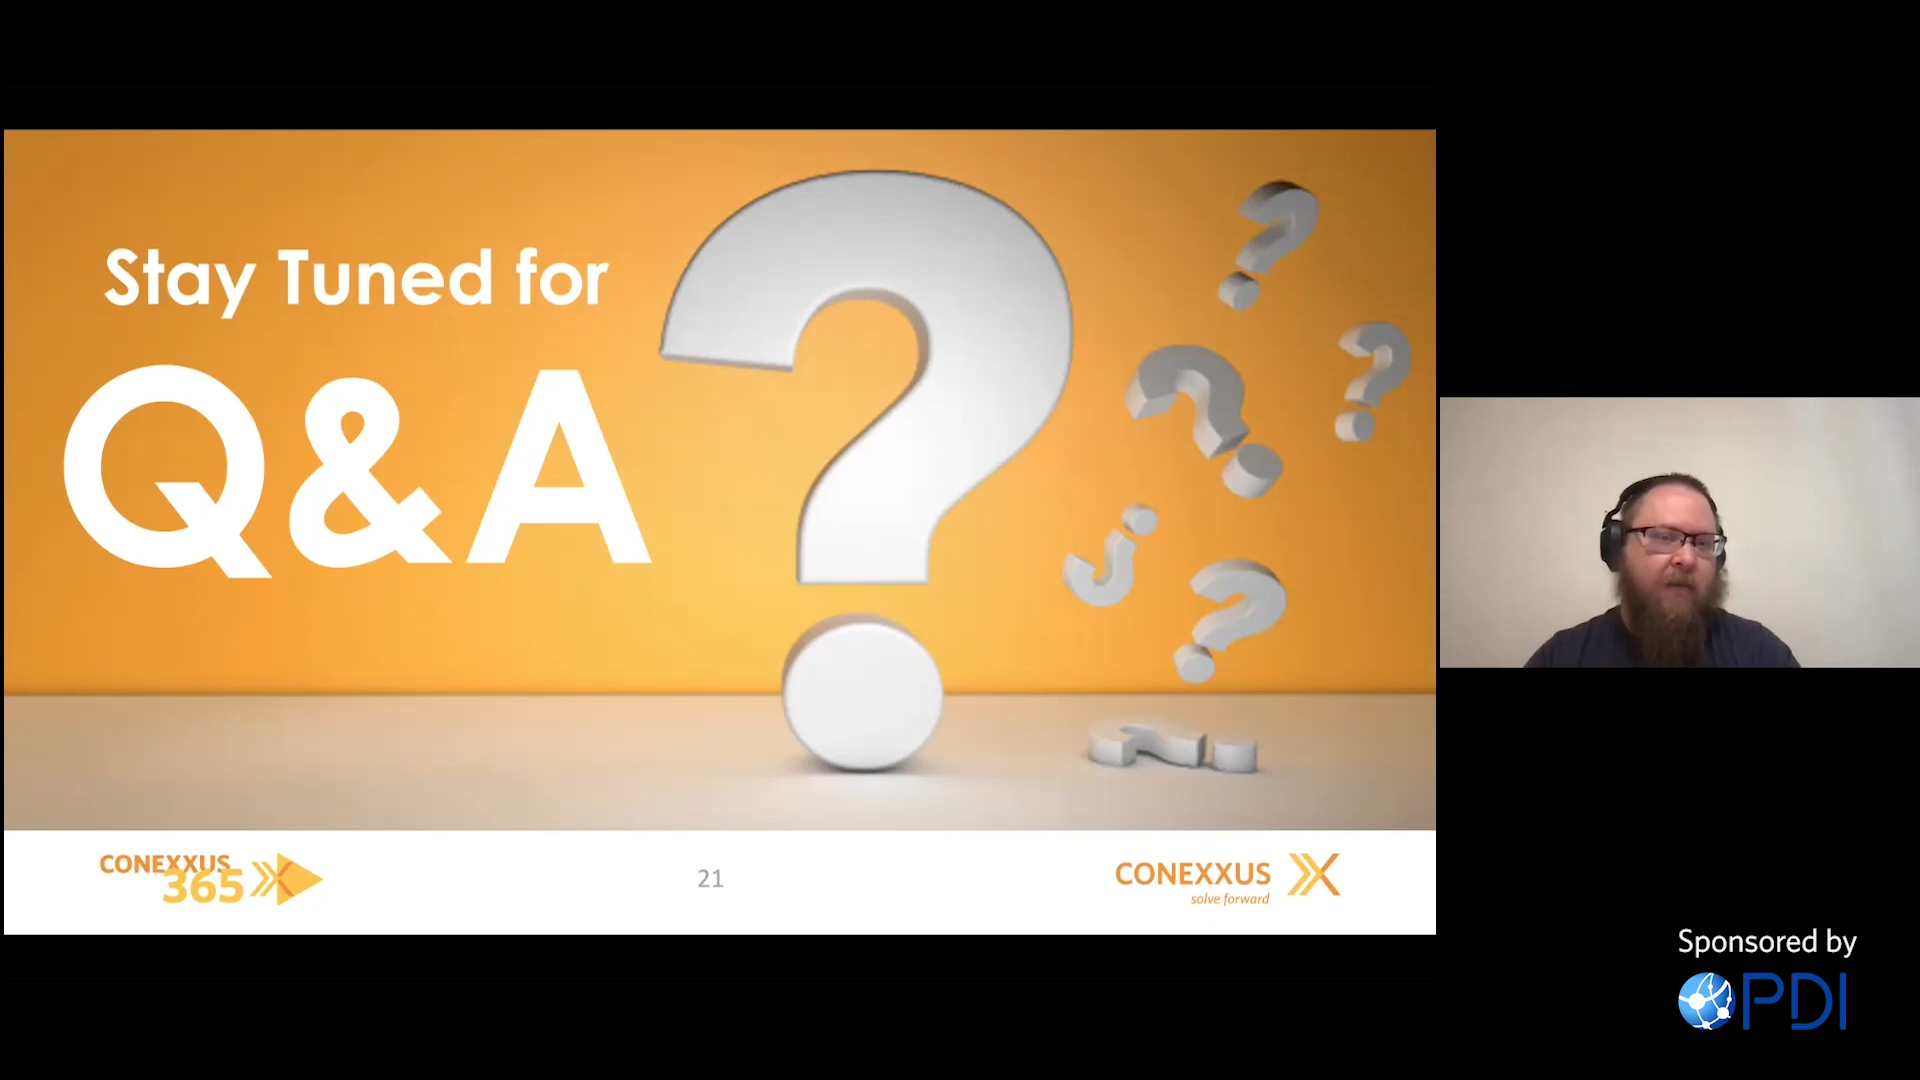 Stay Tuned for
Q&A
CONEXXUS
365
21
CONEXXUS
solve forward
Sponsored by
PDI